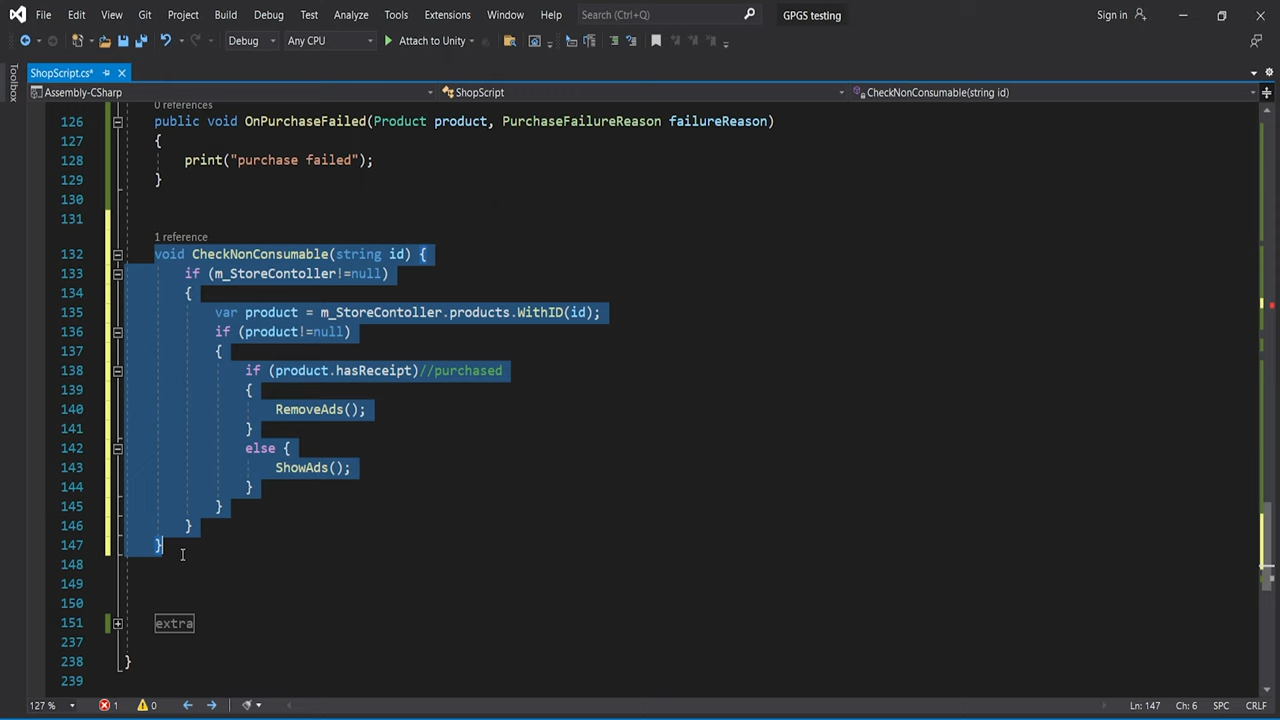 File Edit View Git Project Build Debug Test Analyze Tools Extensions Window Help Search (Ctrl+Q) GPGS testing Sign in
Debug Any CPU Attach to Unity
Toolbox
ShopScript.cs*
Assembly-CSharp ShopScript CheckNonConsumable(string id)
0 references
126 public void OnPurchaseFailed(Product product, PurchaseFailureReason failureReason)
127 {
128 print("purchase failed");
129 }
130
131
1 reference
132 void CheckNonConsumable(string id) {
133 if (m_StoreContoller!=null)
134 {
135 var product = m_StoreContoller.products.WithID(id);
136 if (product!=null)
137 {
138 if (product.hasReceipt)//purchased
139 {
140 RemoveAds();
141 }
142 else {
143 ShowAds();
144 }
145 }
146 }
147 }
148
149
150
151 extra
237
238 }
239
127 % 1 0 Ln: 147 Ch: 6 SPC CRLF